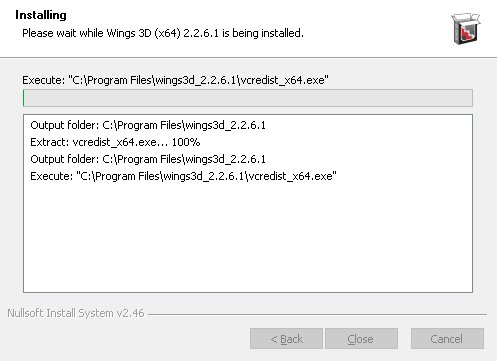 Installing
Please wait while Wings 3D (x64) 2.2.6.1 is being installed.
Execute: "C:\Program Files\wings3d_2.2.6.1\vcredist_x64.exe"
Output folder: C:\Program Files\wings3d_2.2.6.1
Extract: vcredist_x64.exe... 100%
Output folder: C:\Program Files\wings3d_2.2.6.1
Execute: "C:\Program Files\wings3d_2.2.6.1\vcredist_x64.exe"
Nullsoft Install System v2.46
< Back Close Cancel